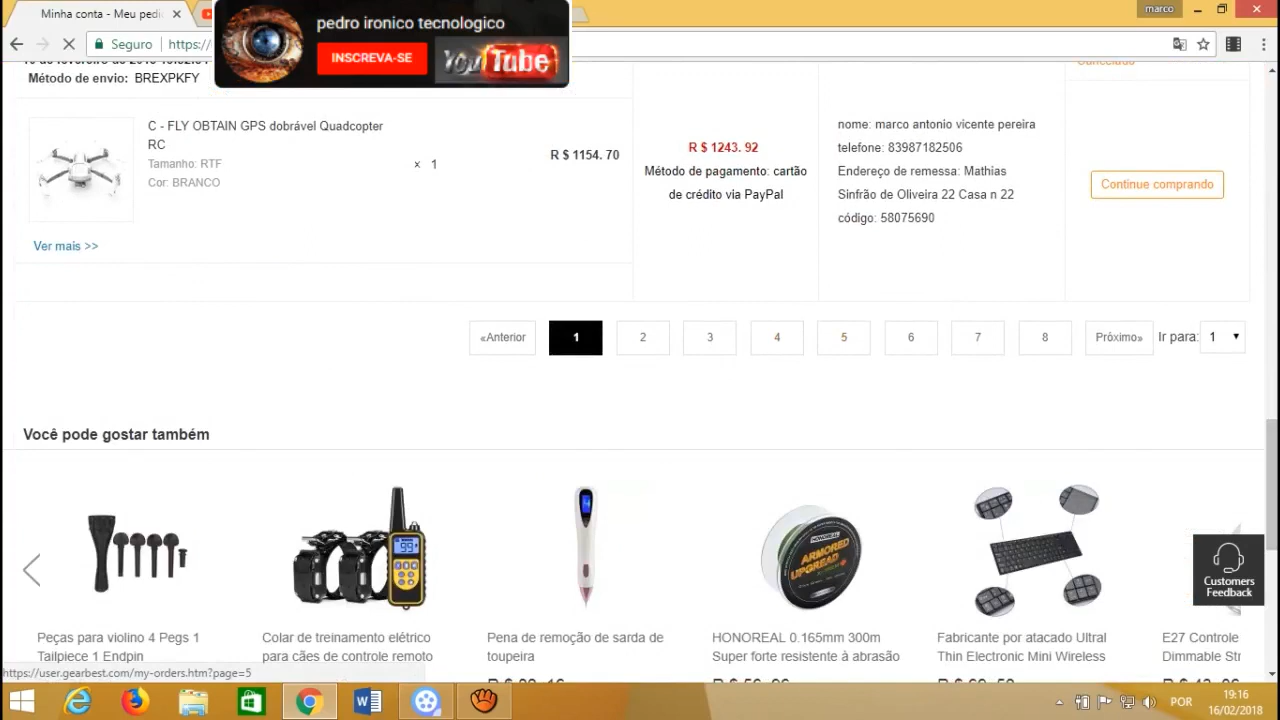 Minha conta - Meu pedi
marco
pedro ironico tecnologico
INSCREVA-SE
YouTube
Seguro
https://
Método de envio: BREXPKFY
Cancelado
C - FLY OBTAIN GPS dobrável Quadcopter
RC
Tamanho: RTF
Cor: BRANCO
x 1
R $ 1154. 70
R $ 1243. 92
Método de pagamento: cartão
de crédito via PayPal
nome: marco antonio vicente pereira
telefone: 83987182506
Endereço de remessa: Mathias
Sinfrão de Oliveira 22 Casa n 22
código: 58075690
Continue comprando
Ver mais >>
«Anterior 1 2 3 4 5 6 7 8 Próximo» Ir para: 1
Você pode gostar também
HONOREAL
ARMORED
UPGREAD
99
Customers
Feedback
Peças para violino 4 Pegs 1
Tailpiece 1 Endpin
Colar de treinamento elétrico
para cães de controle remoto
Pena de remoção de sarda de
toupeira
HONOREAL 0.165mm 300m
Super forte resistente à abrasão
Fabricante por atacado Ultral
Thin Electronic Mini Wireless
E27 Controle
Dimmable Str
https://user.gearbest.com/my-orders.htm?page=5
POR
19:16
16/02/2018